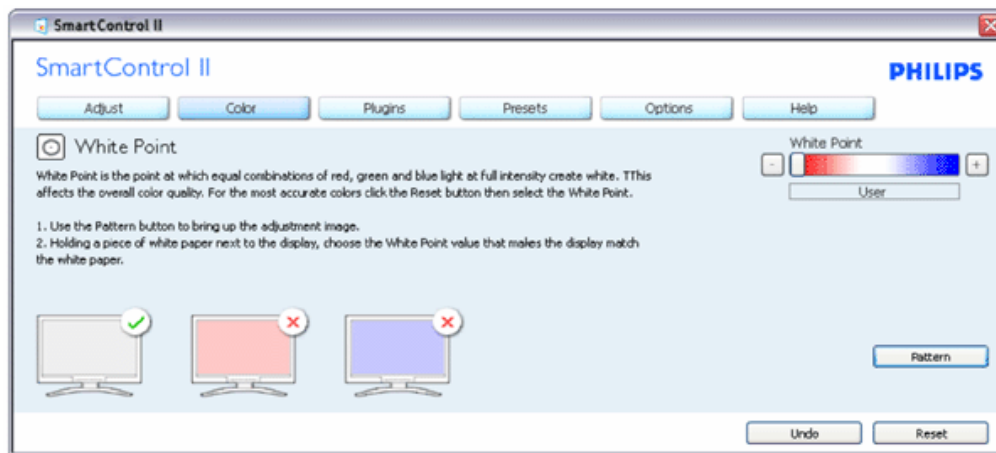 SmartControl II
SmartControl II
PHILIPS
Adjust Color Plugins Presets Options Help
White Point
White Point is the point at which equal combinations of red, green and blue light at full intensity create white. TThis
affects the overall color quality. For the most accurate colors click the Reset button then select the White Point.
1. Use the Pattern button to bring up the adjustment image.
2. Holding a piece of white paper next to the display, choose the White Point value that makes the display match
the white paper.
White Point
- +
User
Pattern
Undo Reset